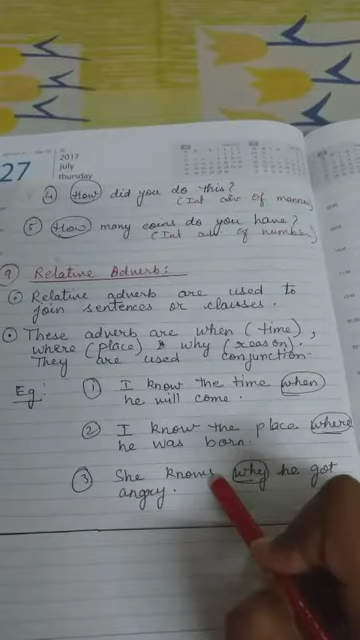 27
2017
july
thursday
4 How did you do this?
(Int adv of manner)
5 How many coins do you have?
(Int adv of number)
9 Relative Adverb:
Relative adverb are used to
join sentences or clauses.
These adverb are when (time),
where (place) & why (reason).
They are used conjunction.
Eg: 1 I know the time when
he will come.
2 I know the place where
he was born.
3 She knows why he got
angry.